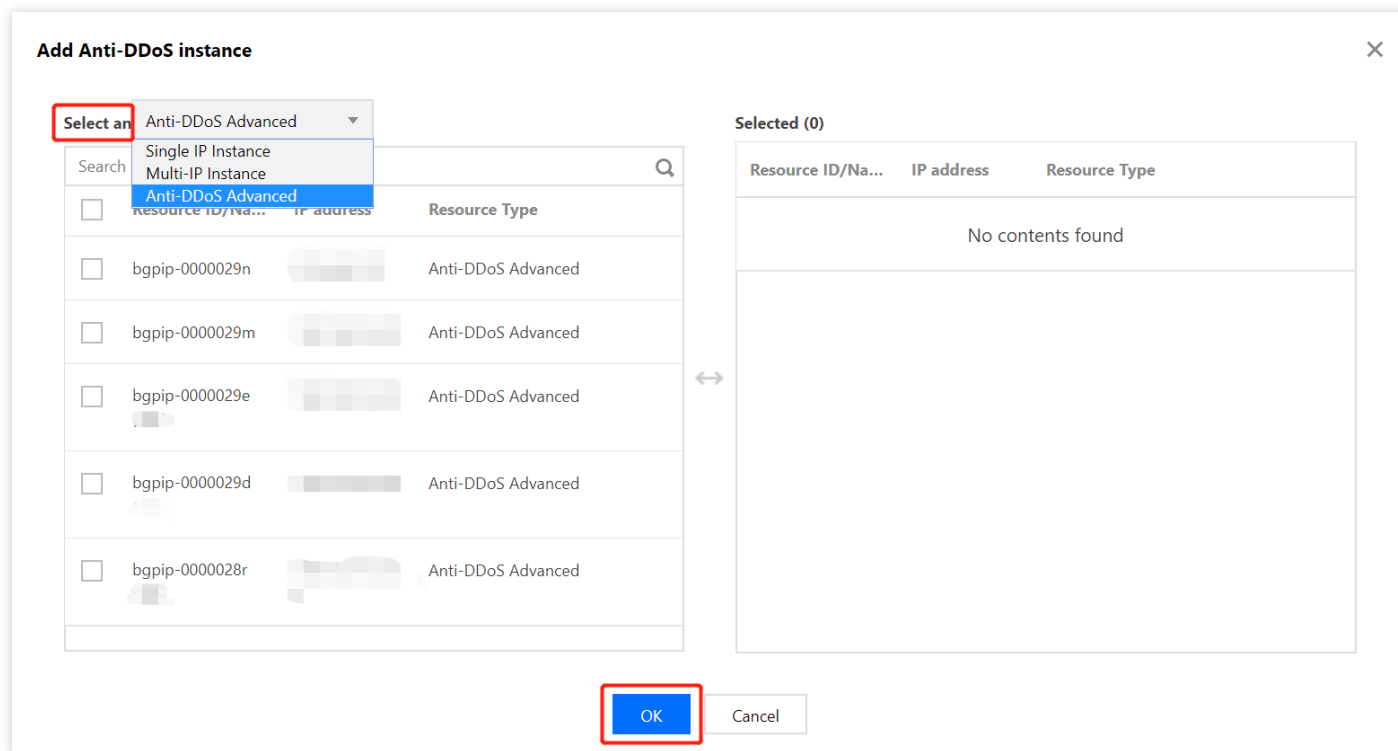 Add Anti-DDoS instance
Select an
Anti-DDoS Advanced
Single IP Instance
Multi-IP Instance
Anti-DDoS Advanced
Search
Resource ID/Na... IP address Resource Type
bgpip-0000029n Anti-DDoS Advanced
bgpip-0000029m Anti-DDoS Advanced
bgpip-0000029e Anti-DDoS Advanced
bgpip-0000029d Anti-DDoS Advanced
bgpip-0000028r Anti-DDoS Advanced
Selected (0)
Resource ID/Na... IP address Resource Type
No contents found
OK
Cancel